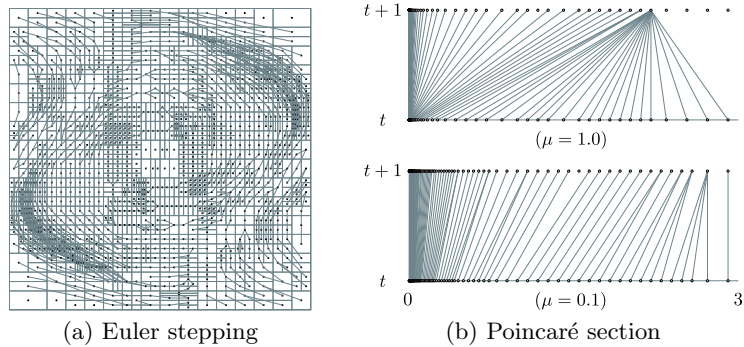 t + 1
t
(μ = 1.0)
t + 1
t
0 (μ = 0.1) 3
(a) Euler stepping
(b) Poincaré section